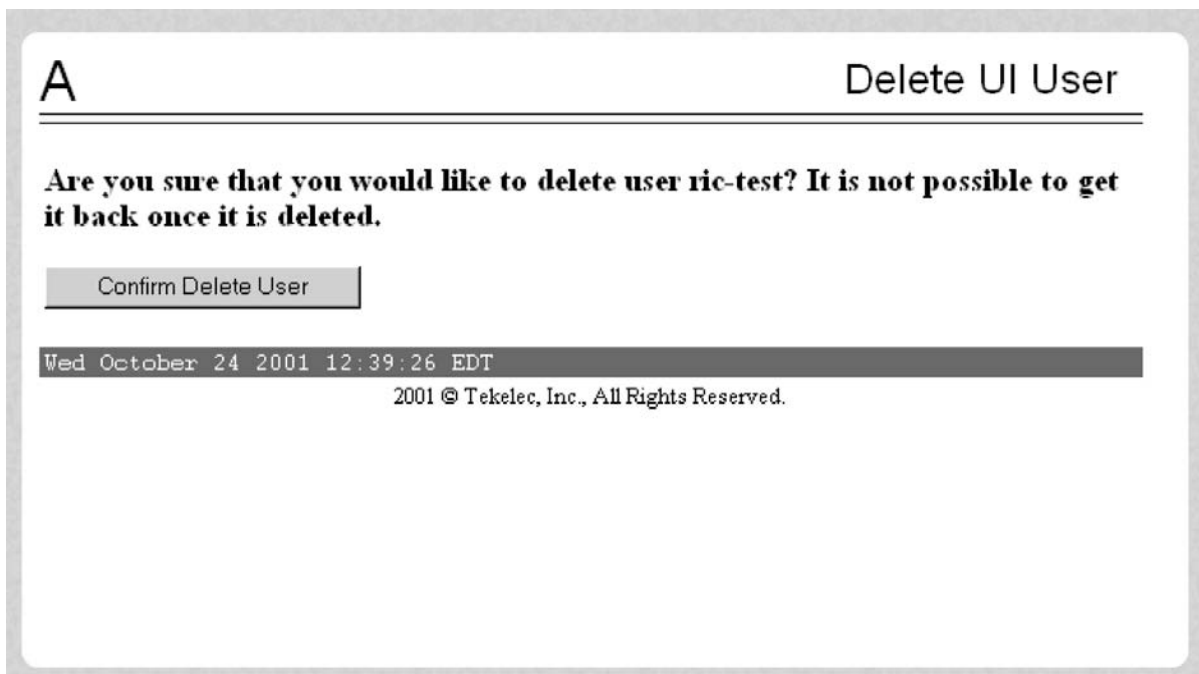 A
Delete UI User
Are you sure that you would like to delete user ric-test? It is not possible to get
it back once it is deleted.
Confirm Delete User
Wed October 24 2001 12:39:26 EDT
2001 © Tekelec, Inc., All Rights Reserved.